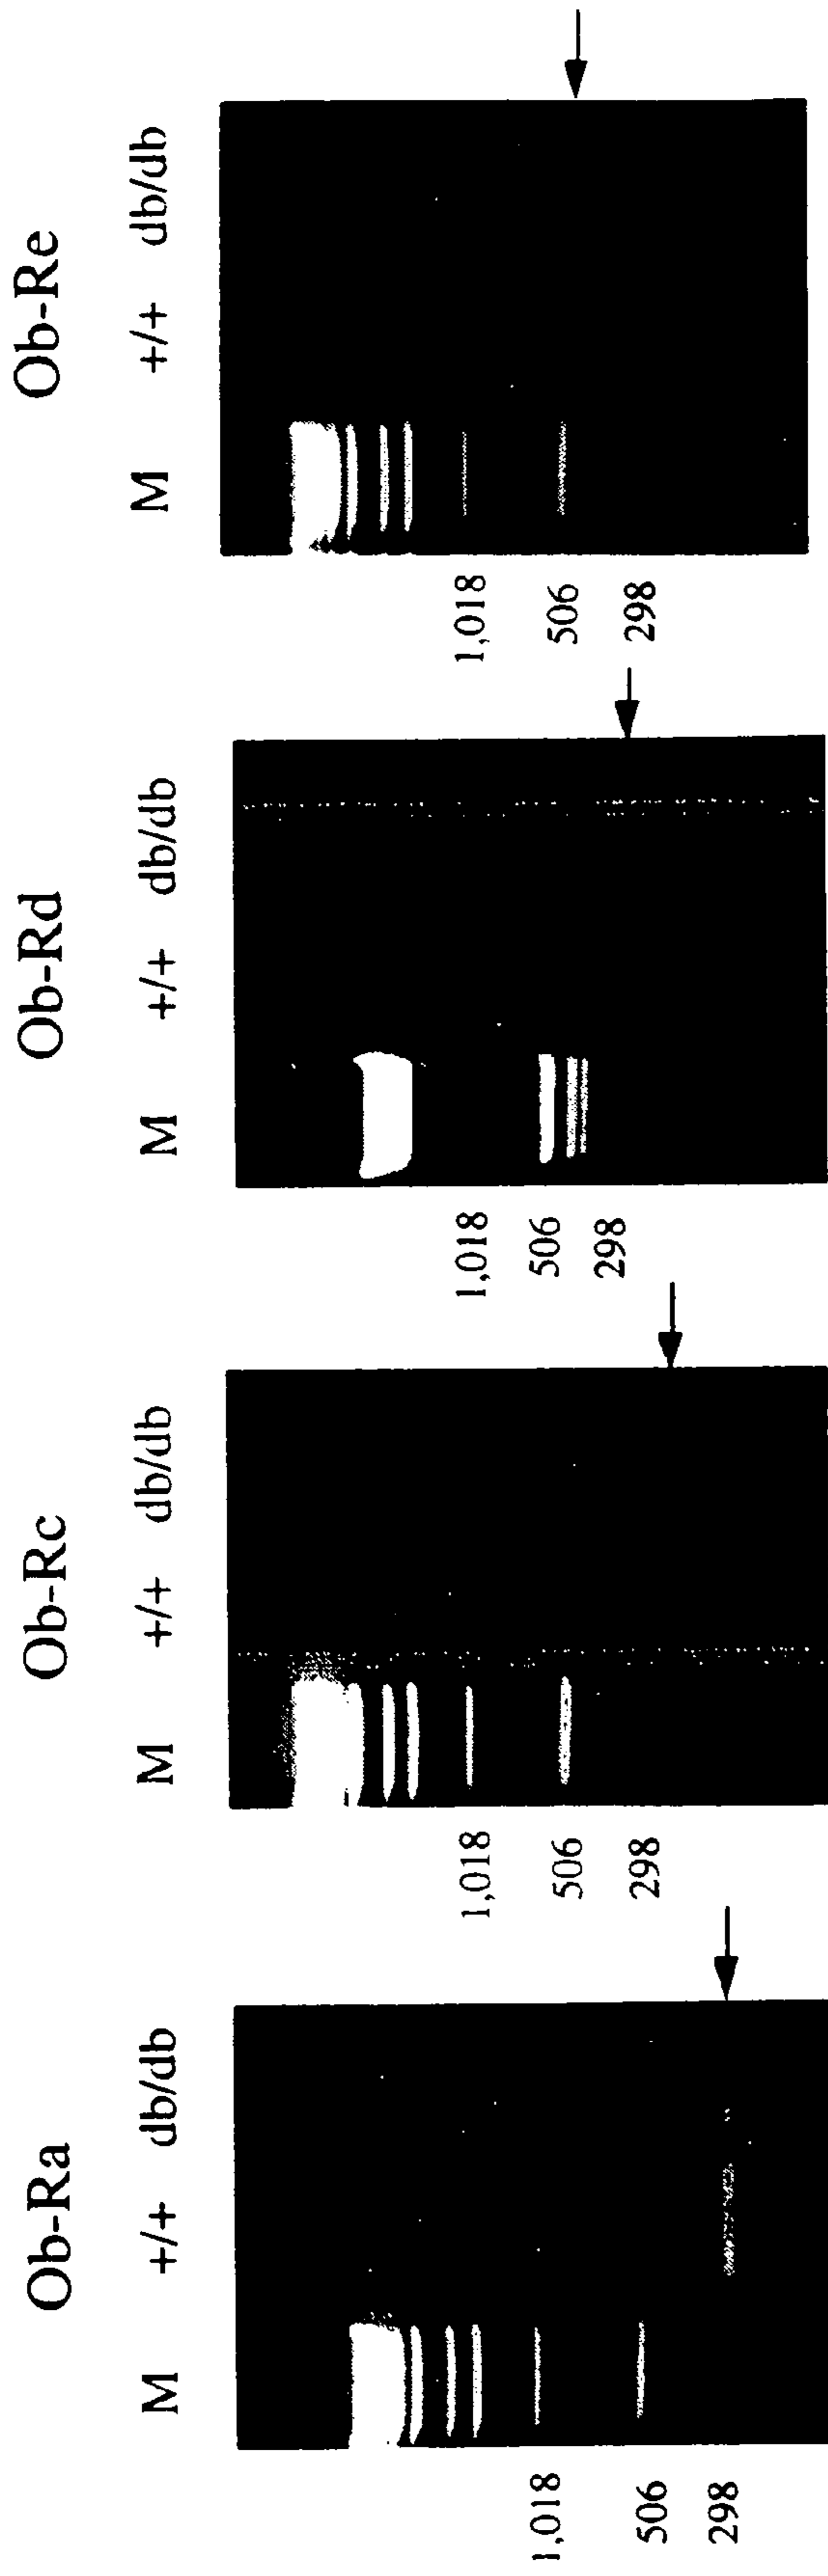 Ob-Ra Ob-Rc Ob-Rd Ob-Re
M +/+ db/db M +/+ db/db M +/+ db/db M +/+ db/db
1,018 1,018 1,018 1,018
506 506 506 506
298 298 298 298